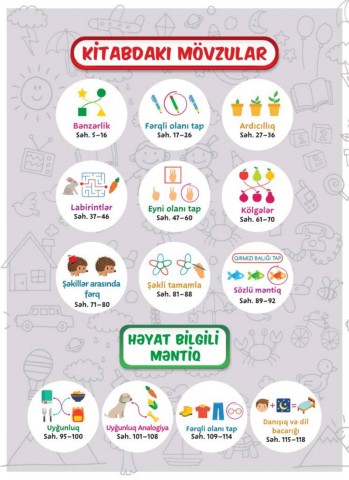 KİTABDAKI MÖVZULAR
Bənzərlik
Səh. 5–16
Fərqli olanı tap
Səh. 17–26
Ardıcıllıq
Səh. 27–36
Labirintlər
Səh. 37–46
Eyni olanı tap
Səh. 47–60
Kölgələr
Səh. 61–70
Şəkillər arasında
fərq
Səh. 71–80
Şəkli tamamla
Səh. 81–88
QIRMIZI BALIĞI TAP
Sözlü məntiq
Səh. 89–92
HƏYAT BİLGİLİ
MƏNTİQ
Uyğunluq
Səh. 95–100
Uyğunluq Analogiya
Səh. 101–108
Fərqli olanı tap
Səh. 109–114
Danışıq və dil
bacarığı
Səh. 115–118